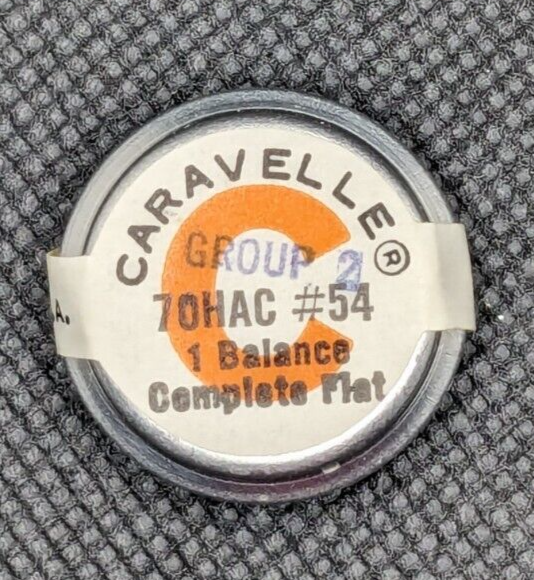 CARAVELLE®
C
GROUP 2
70HAC #54
1 Balance
Complete Flat
.A.